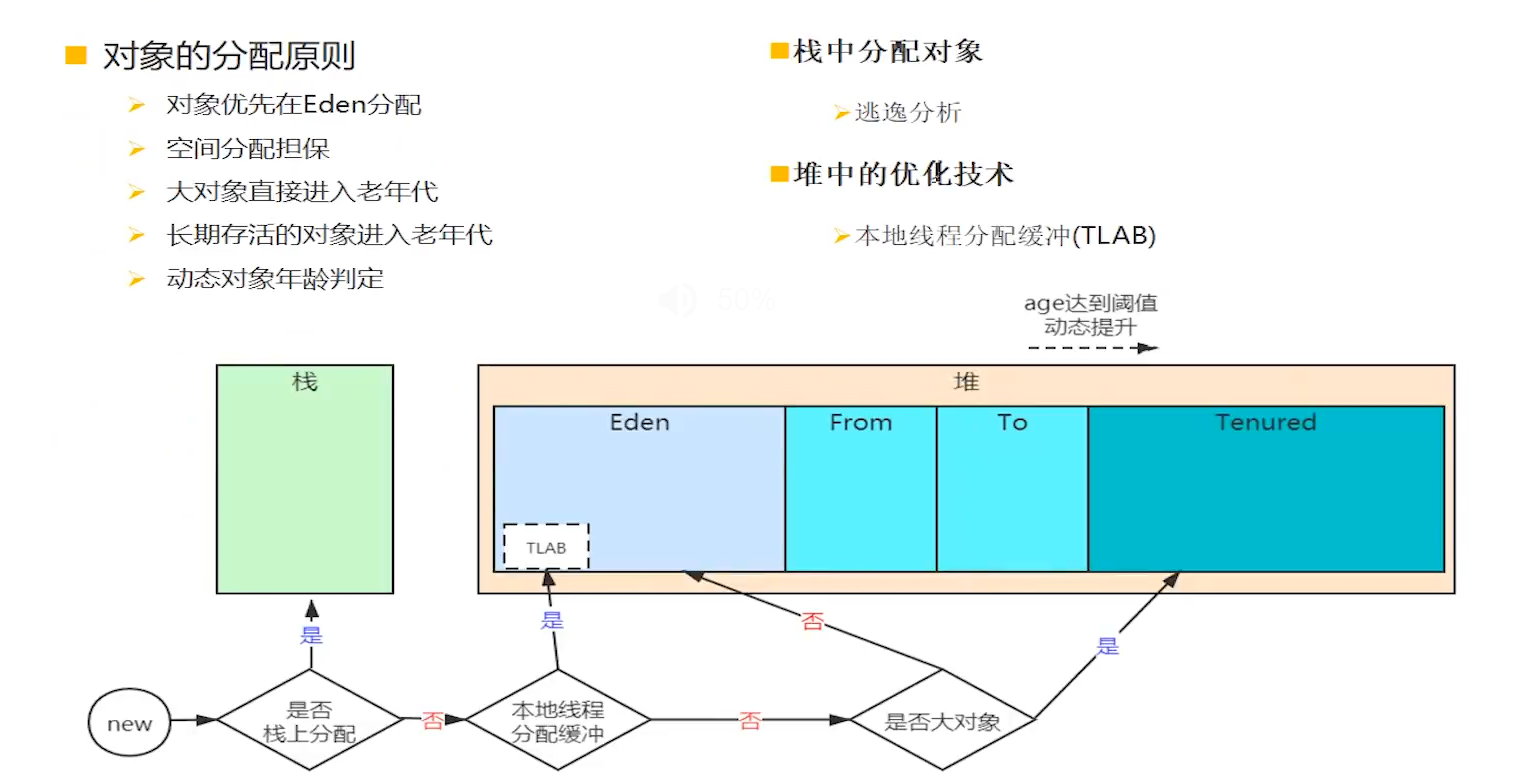 对象的分配原则
对象优先在Eden分配
空间分配担保
大对象直接进入老年代
长期存活的对象进入老年代
动态对象年龄判定
栈中分配对象
逃逸分析
堆中的优化技术
本地线程分配缓冲(TLAB)
50%
age达到阈值
动态提升
栈
堆
Eden
From
To
Tenured
TLAB
是
是
否
是
new
是否
栈上分配
否
本地线程
分配缓冲
否
是否大对象